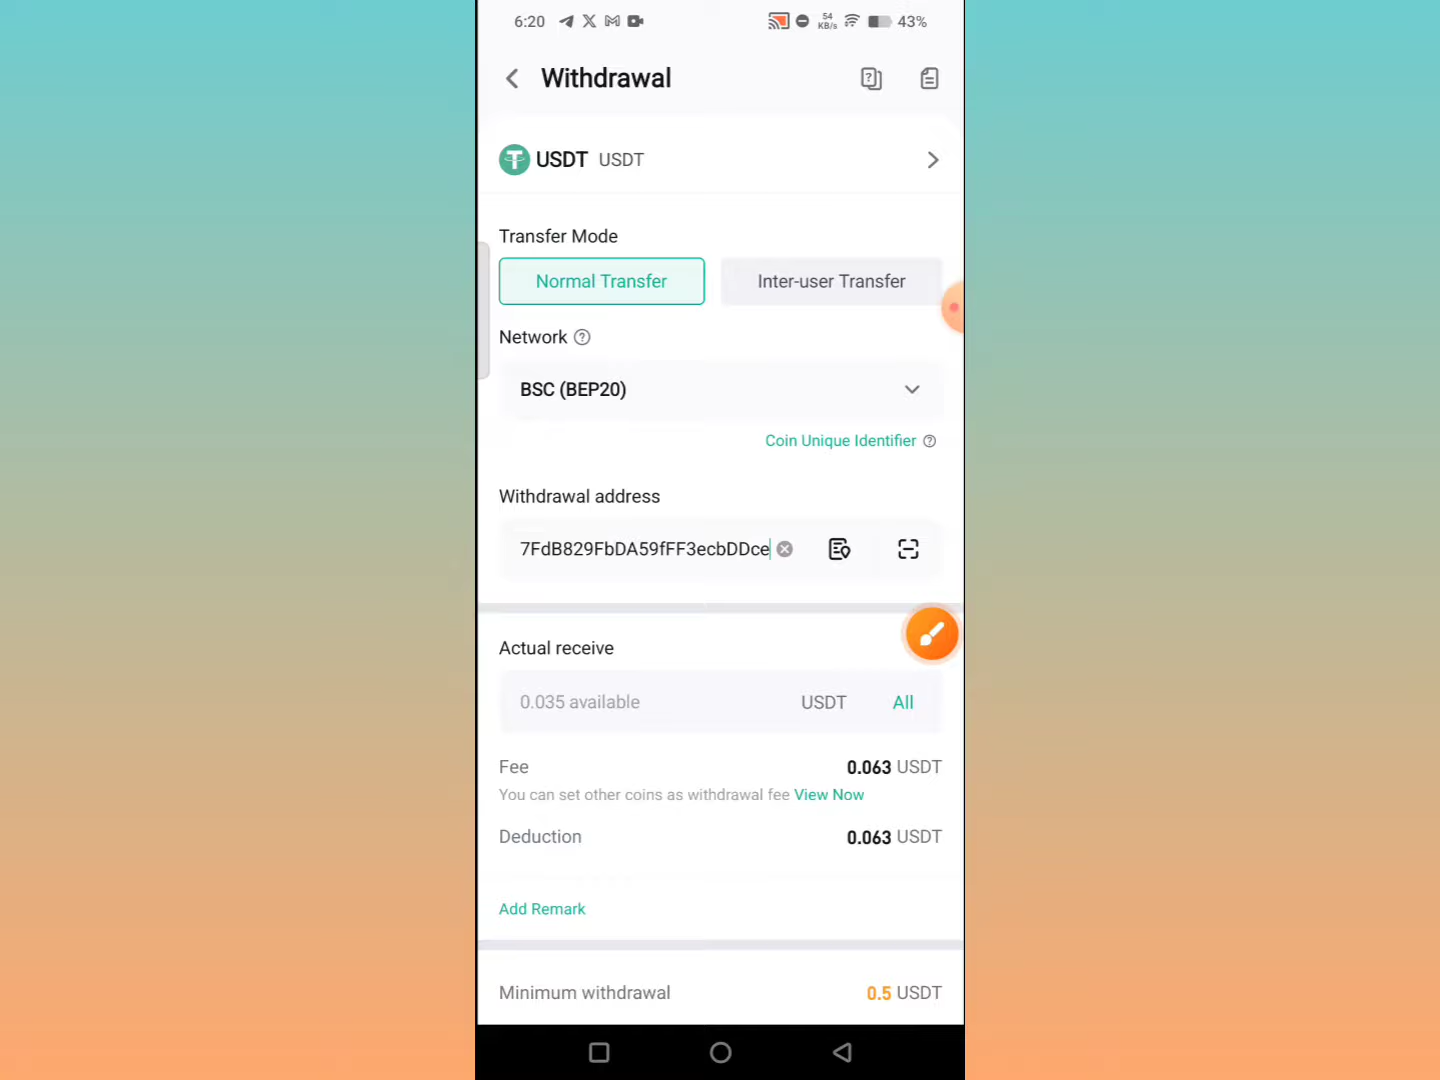 6:20 54 KB/s 43%
Withdrawal
USDT USDT
Transfer Mode
Normal Transfer Inter-user Transfer
Network
BSC (BEP20)
Coin Unique Identifier
Withdrawal address
7FdB829FbDA59fFF3ecbDDce
Actual receive
0.035 available USDT All
Fee 0.063 USDT
You can set other coins as withdrawal fee View Now
Deduction 0.063 USDT
Add Remark
Minimum withdrawal 0.5 USDT